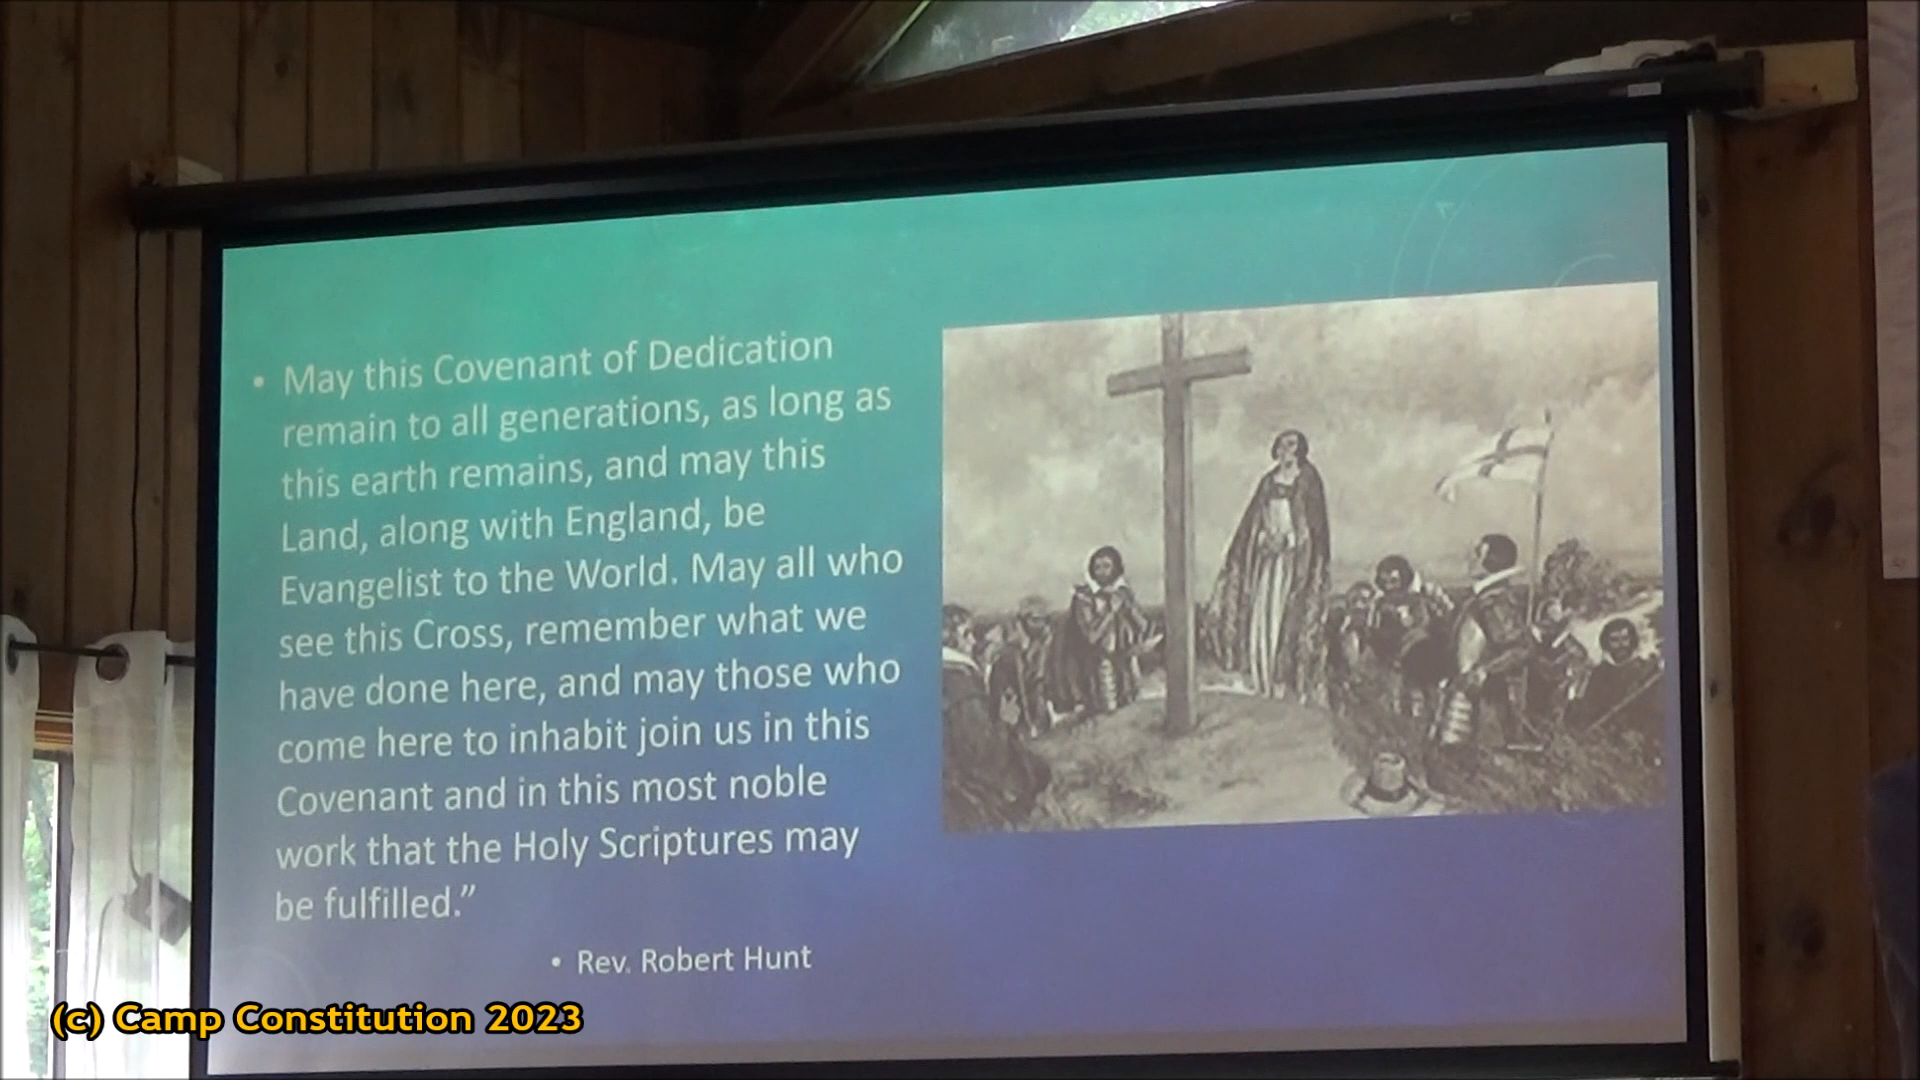 • May this Covenant of Dedication
remain to all generations, as long as
this earth remains, and may this
Land, along with England, be
Evangelist to the World. May all who
see this Cross, remember what we
have done here, and may those who
come here to inhabit join us in this
Covenant and in this most noble
work that the Holy Scriptures may
be fulfilled.”
• Rev. Robert Hunt
(c) Camp Constitution 2023